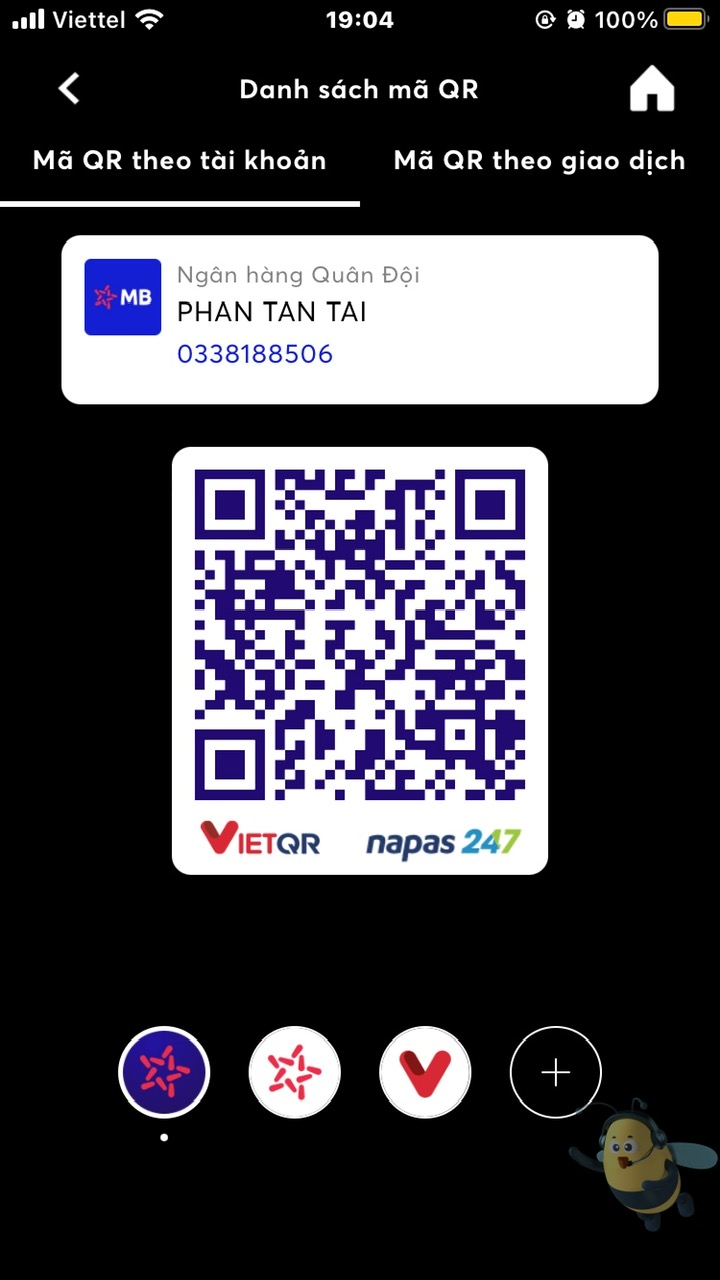 Viettel 19:04 100%
Danh sách mã QR
Mã QR theo tài khoản Mã QR theo giao dịch
MB
Ngân hàng Quân Đội
PHAN TAN TAI
0338188506
VIETQR napas 247